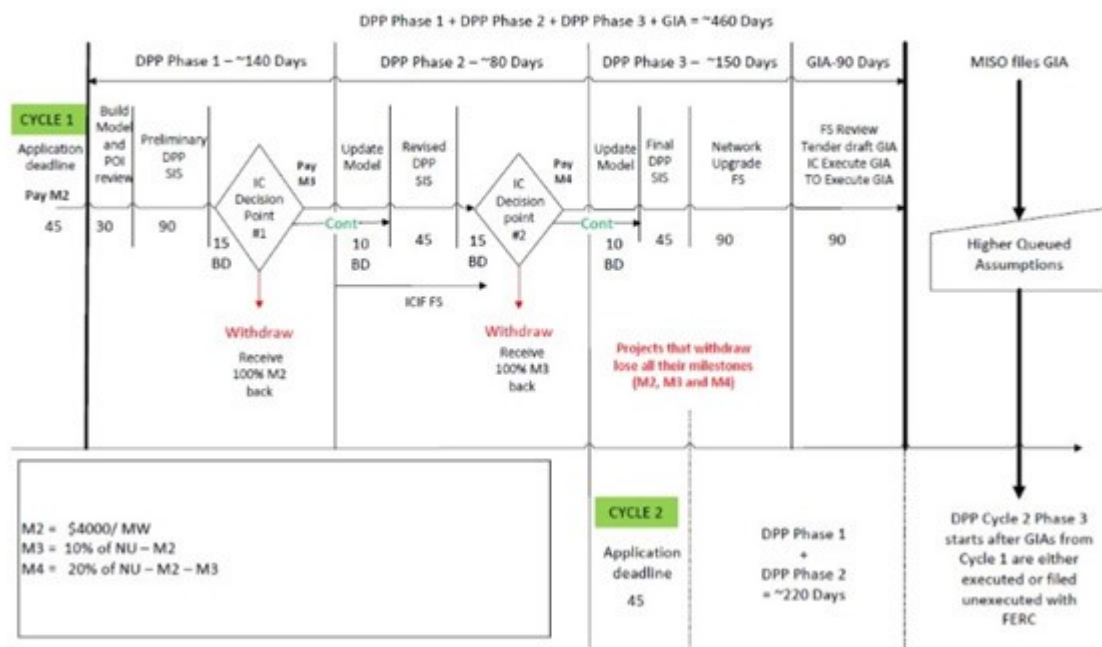 DPP Phase 1 + DPP Phase 2 + DPP Phase 3 + GIA = ~460 Days
DPP Phase 1 – ~140 Days
DPP Phase 2 – ~80 Days
DPP Phase 3 – ~150 Days
GIA-90 Days
MISO files GIA
CYCLE 1
Application
deadline
Pay M2
45
Build
Model
and
POI
review
30
Preliminary
DPP
SIS
90
15
BD
IC
Decision
Point
#1
Pay
M3
Cont
Withdraw
Receive
100% M2
back
Update
Model
10
BD
Revised
DPP
SIS
45
15
BD
ICIF FS
IC
Decision
point
#2
Pay
M4
Cont
Withdraw
Receive
100% M3
back
Update
Model
10
BD
Final
DPP
SIS
45
Network
Upgrade
FS
90
Projects that withdraw
lose all their milestones
(M2, M3 and M4)
FS Review
Tender draft GIA
IC Execute GIA
TO Execute GIA
90
Higher Queued
Assumptions
M2 = $4000/ MW
M3 = 10% of NU – M2
M4 = 20% of NU – M2 – M3
CYCLE 2
Application
deadline
45
DPP Phase 1
+
DPP Phase 2
= ~220 Days
DPP Cycle 2 Phase 3
starts after GIAs from
Cycle 1 are either
executed or filed
unexecuted with
FERC